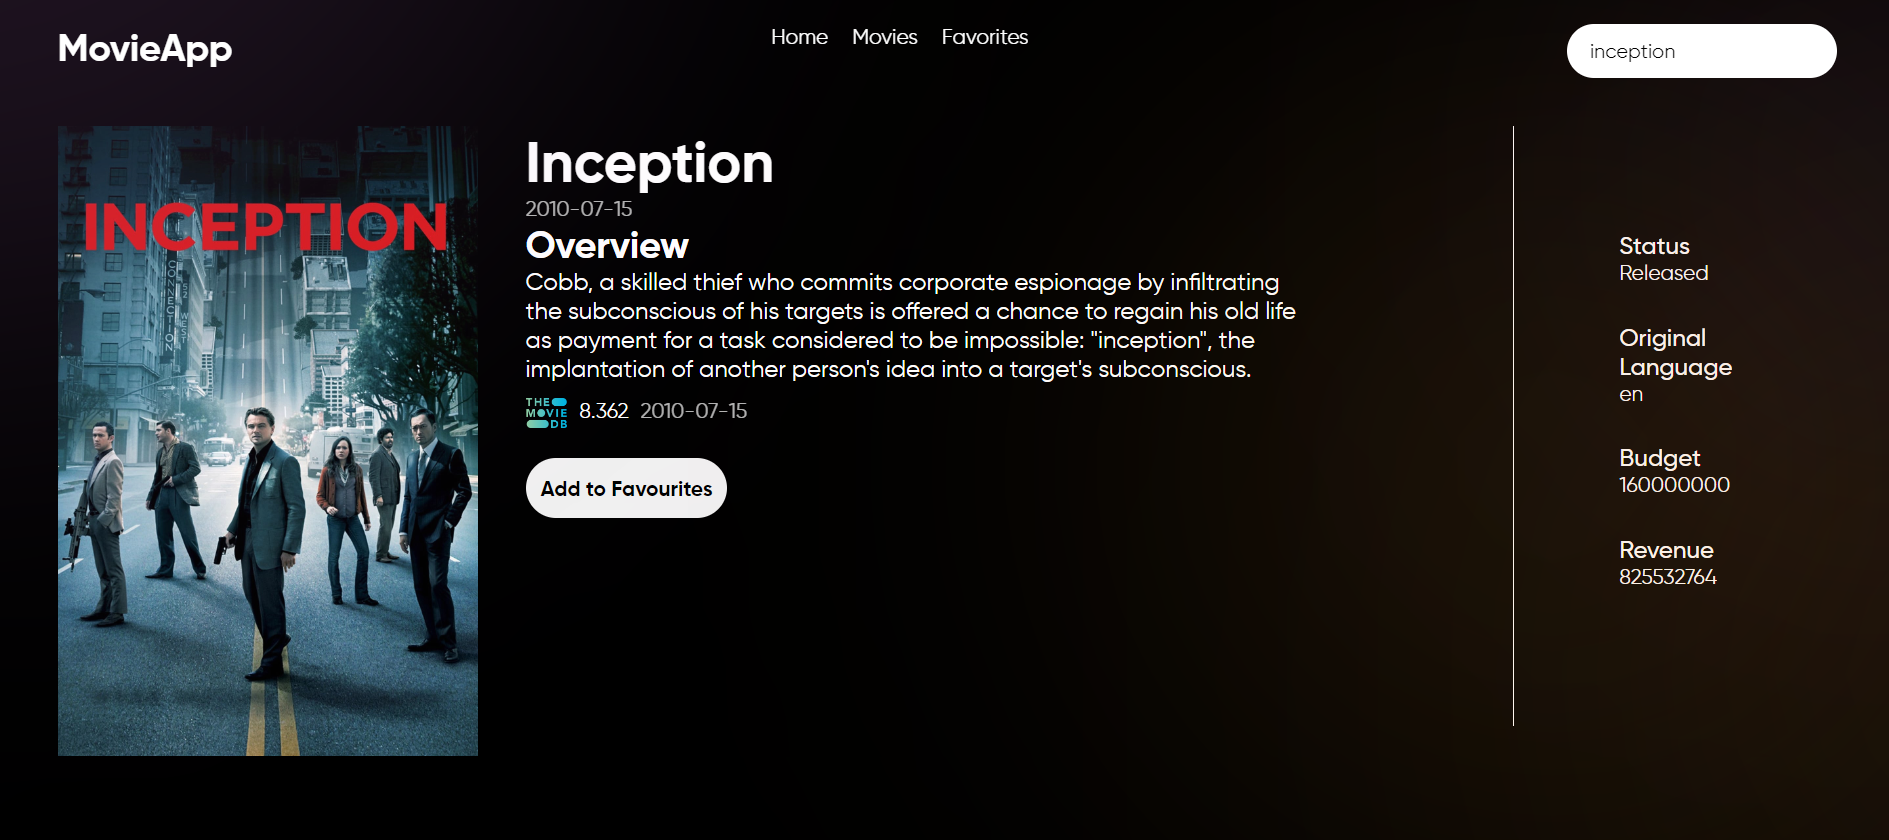 MovieApp
Home Movies Favorites
inception
INCEPTION
CONNECTION
52 WEST
Inception
2010-07-15
Overview
Cobb, a skilled thief who commits corporate espionage by infiltrating
the subconscious of his targets is offered a chance to regain his old life
as payment for a task considered to be impossible: "inception", the
implantation of another person's idea into a target's subconscious.
THE
MOVIE
DB
8.362 2010-07-15
Add to Favourites
Status
Released
Original
Language
en
Budget
160000000
Revenue
825532764